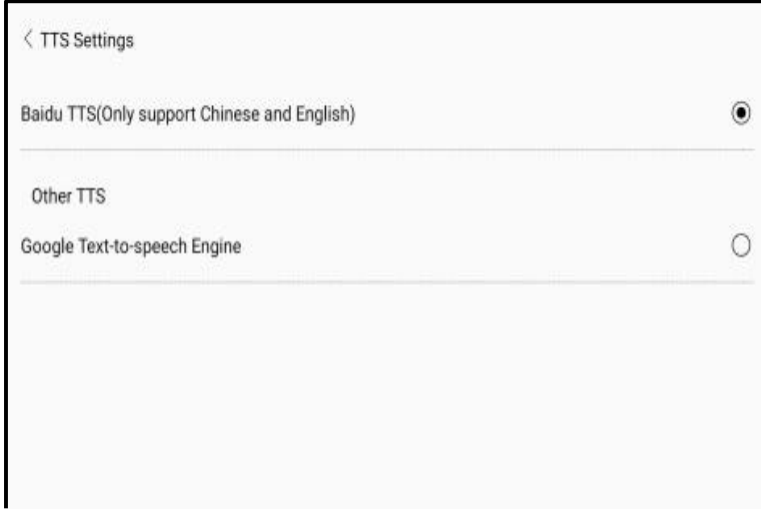 TTS Settings
Baidu TTS(Only support Chinese and English)
Other TTS
Google Text-to-speech Engine